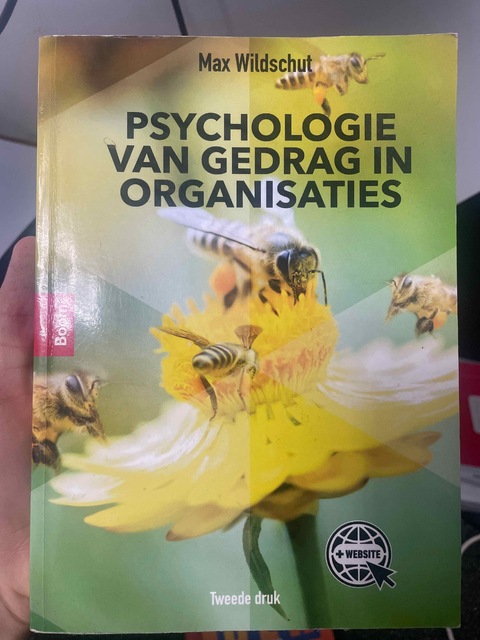 Max Wildschut
PSYCHOLOGIE
VAN GEDRAG IN
ORGANISATIES
Boom
+ WEBSITE
Tweede druk